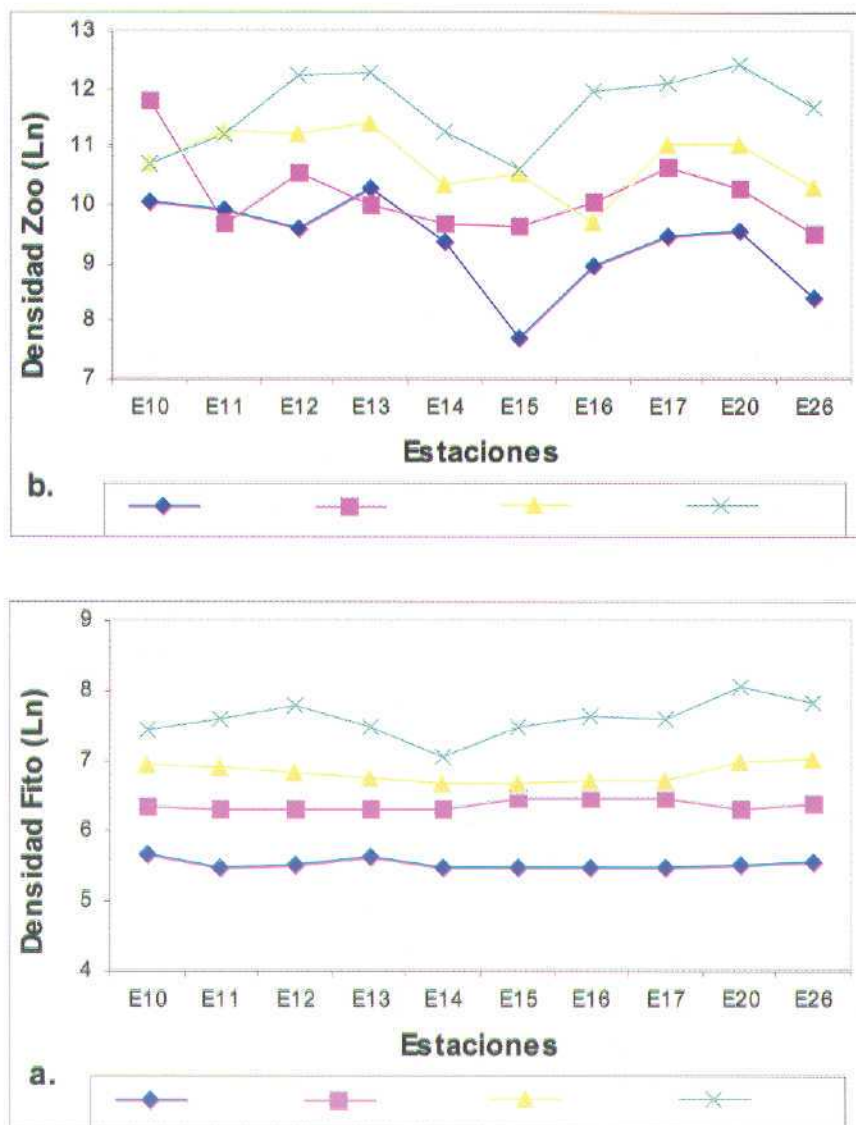 13
12
11
10
9
8
7
Densidad Zoo (Ln)
E10 E11 E12 E13 E14 E15 E16 E17 E20 E26
Estaciones
b.
9
8
7
6
5
4
Densidad Fito (Ln)
E10 E11 E12 E13 E14 E15 E16 E17 E20 E26
Estaciones
a.